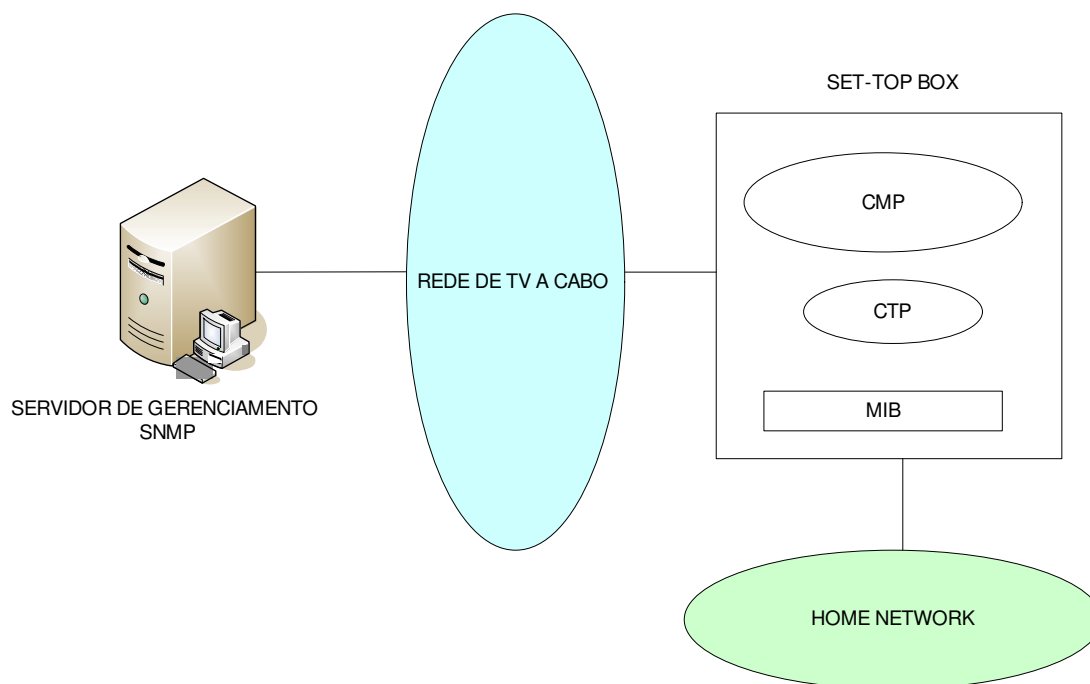 SET-TOP BOX
CMP
REDE DE TV A CABO
CTP
SERVIDOR DE GERENCIAMENTO
SNMP
MIB
HOME NETWORK